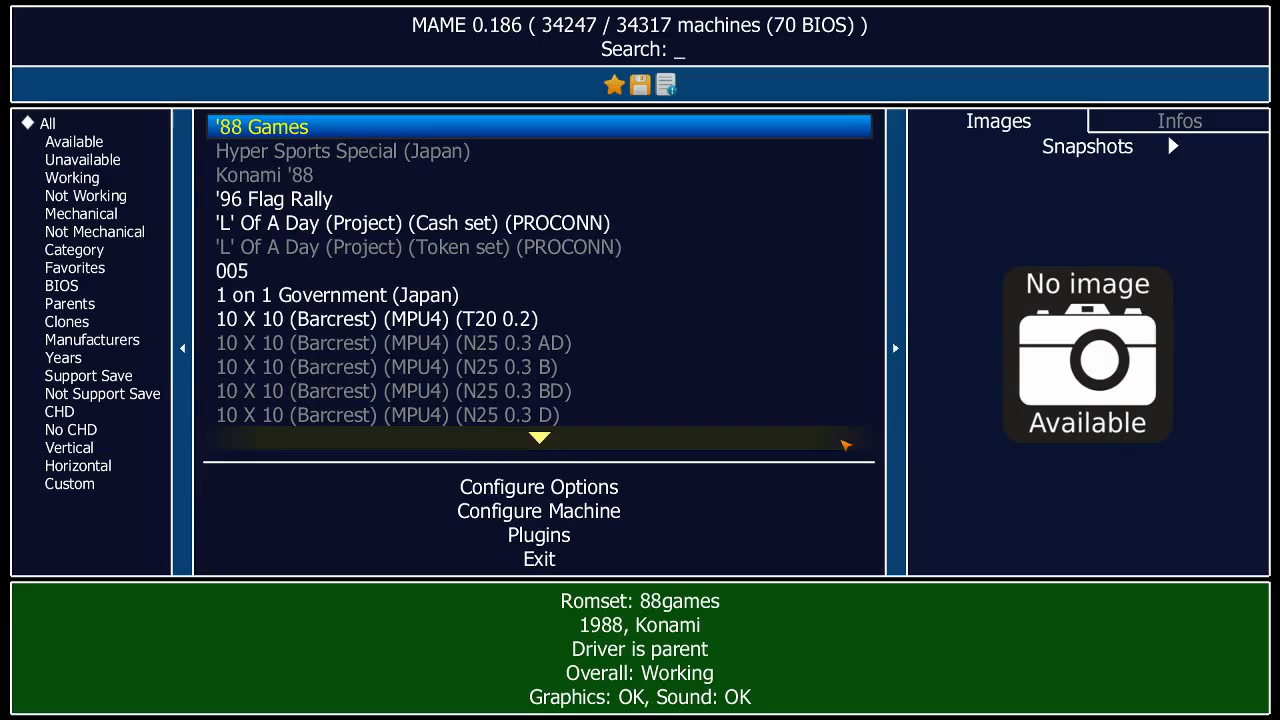 MAME 0.186 ( 34247 / 34317 machines (70 BIOS) )
Search: _
All
Available
Unavailable
Working
Not Working
Mechanical
Not Mechanical
Category
Favorites
BIOS
Parents
Clones
Manufacturers
Years
Support Save
Not Support Save
CHD
No CHD
Vertical
Horizontal
Custom
'88 Games
Hyper Sports Special (Japan)
Konami '88
'96 Flag Rally
'L' Of A Day (Project) (Cash set) (PROCONN)
'L' Of A Day (Project) (Token set) (PROCONN)
005
1 on 1 Government (Japan)
10 X 10 (Barcrest) (MPU4) (T20 0.2)
10 X 10 (Barcrest) (MPU4) (N25 0.3 AD)
10 X 10 (Barcrest) (MPU4) (N25 0.3 B)
10 X 10 (Barcrest) (MPU4) (N25 0.3 BD)
10 X 10 (Barcrest) (MPU4) (N25 0.3 D)
Configure Options
Configure Machine
Plugins
Exit
Images Infos
Snapshots
No image
Available
Romset: 88games
1988, Konami
Driver is parent
Overall: Working
Graphics: OK, Sound: OK